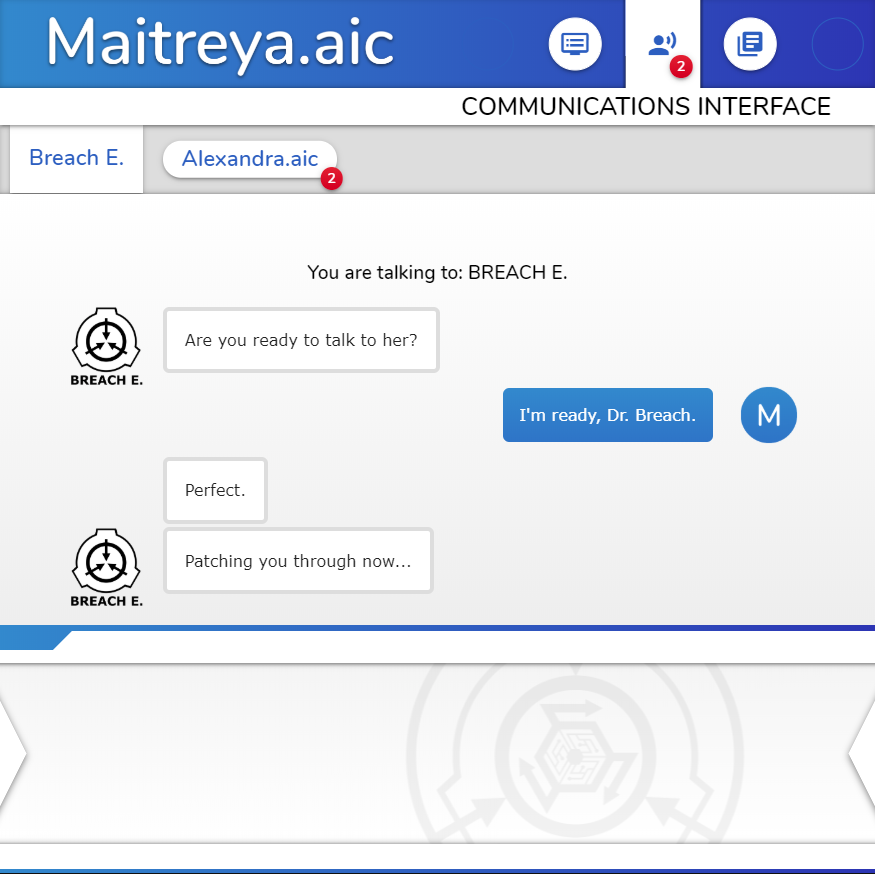 Maitreya.aic
2
COMMUNICATIONS INTERFACE
Breach E.
Alexandra.aic
2
You are talking to: BREACH E.
Are you ready to talk to her?
BREACH E.
I'm ready, Dr. Breach.
M
Perfect.
Patching you through now...
BREACH E.